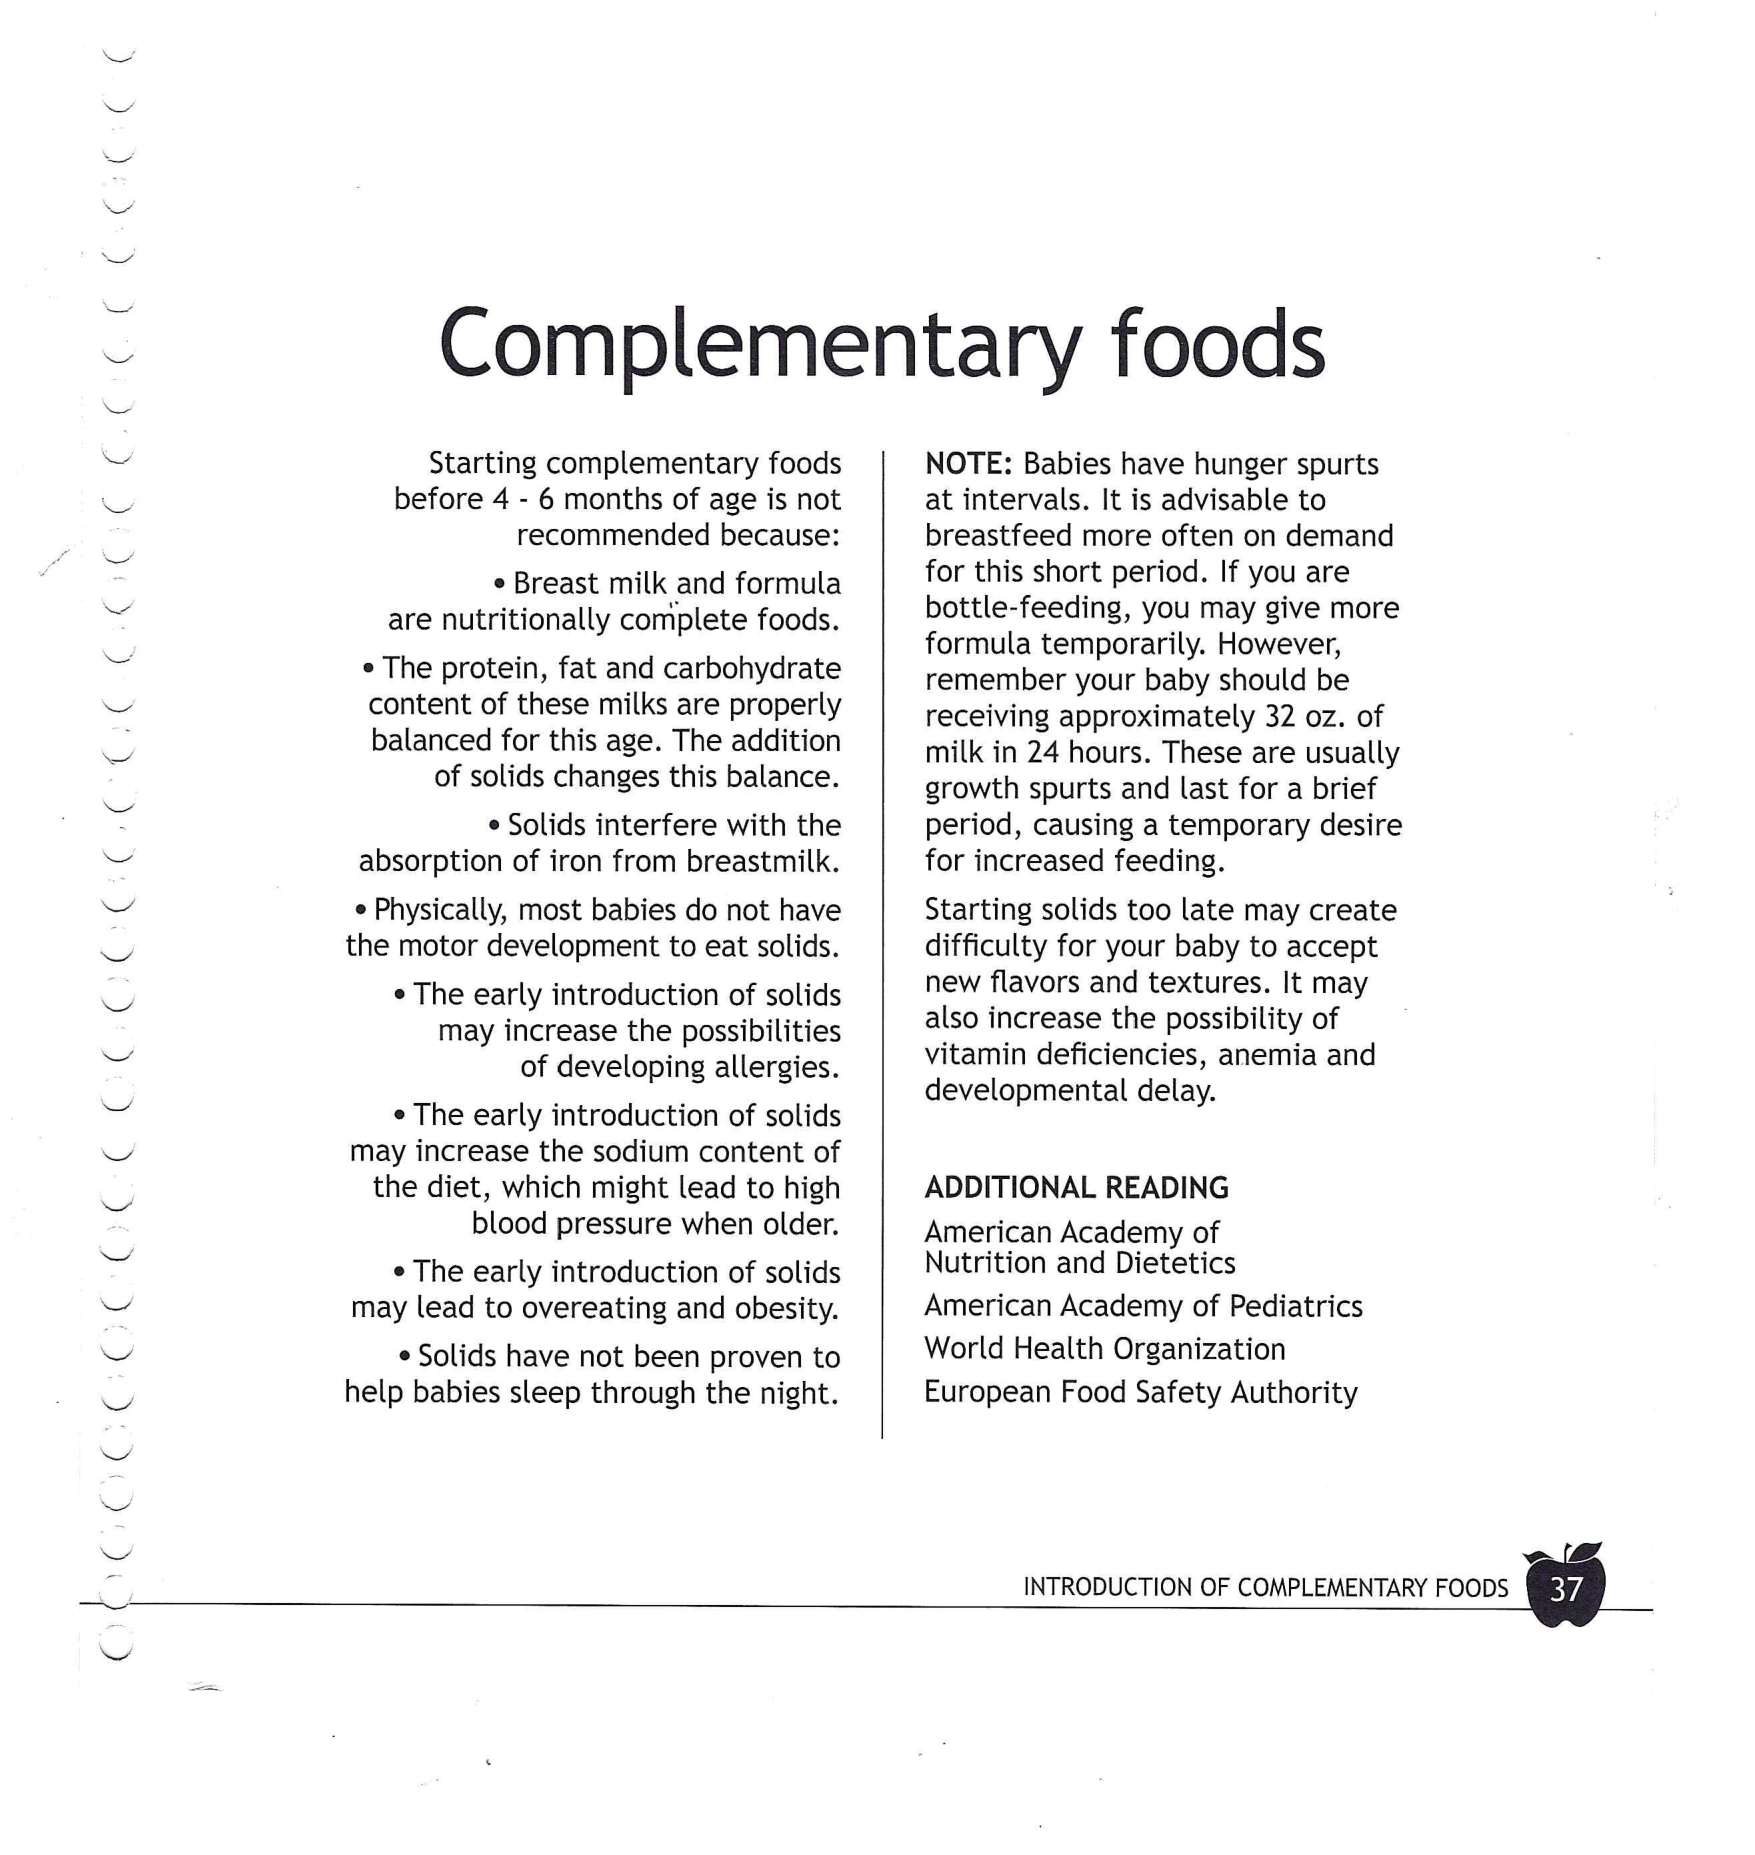 Complementary foods
Starting complementary foods
before 4 - 6 months of age is not
recommended because:
• Breast milk and formula
are nutritionally complete foods.
• The protein, fat and carbohydrate
content of these milks are properly
balanced for this age. The addition
of solids changes this balance.
• Solids interfere with the
absorption of iron from breastmilk.
• Physically, most babies do not have
the motor development to eat solids.
• The early introduction of solids
may increase the possibilities
of developing allergies.
• The early introduction of solids
may increase the sodium content of
the diet, which might lead to high
blood pressure when older.
• The early introduction of solids
may lead to overeating and obesity.
• Solids have not been proven to
help babies sleep through the night.
NOTE: Babies have hunger spurts
at intervals. It is advisable to
breastfeed more often on demand
for this short period. If you are
bottle-feeding, you may give more
formula temporarily. However,
remember your baby should be
receiving approximately 32 oz. of
milk in 24 hours. These are usually
growth spurts and last for a brief
period, causing a temporary desire
for increased feeding.
Starting solids too late may create
difficulty for your baby to accept
new flavors and textures. It may
also increase the possibility of
vitamin deficiencies, anemia and
developmental delay.
ADDITIONAL READING
American Academy of
Nutrition and Dietetics
American Academy of Pediatrics
World Health Organization
European Food Safety Authority
INTRODUCTION OF COMPLEMENTARY FOODS 37